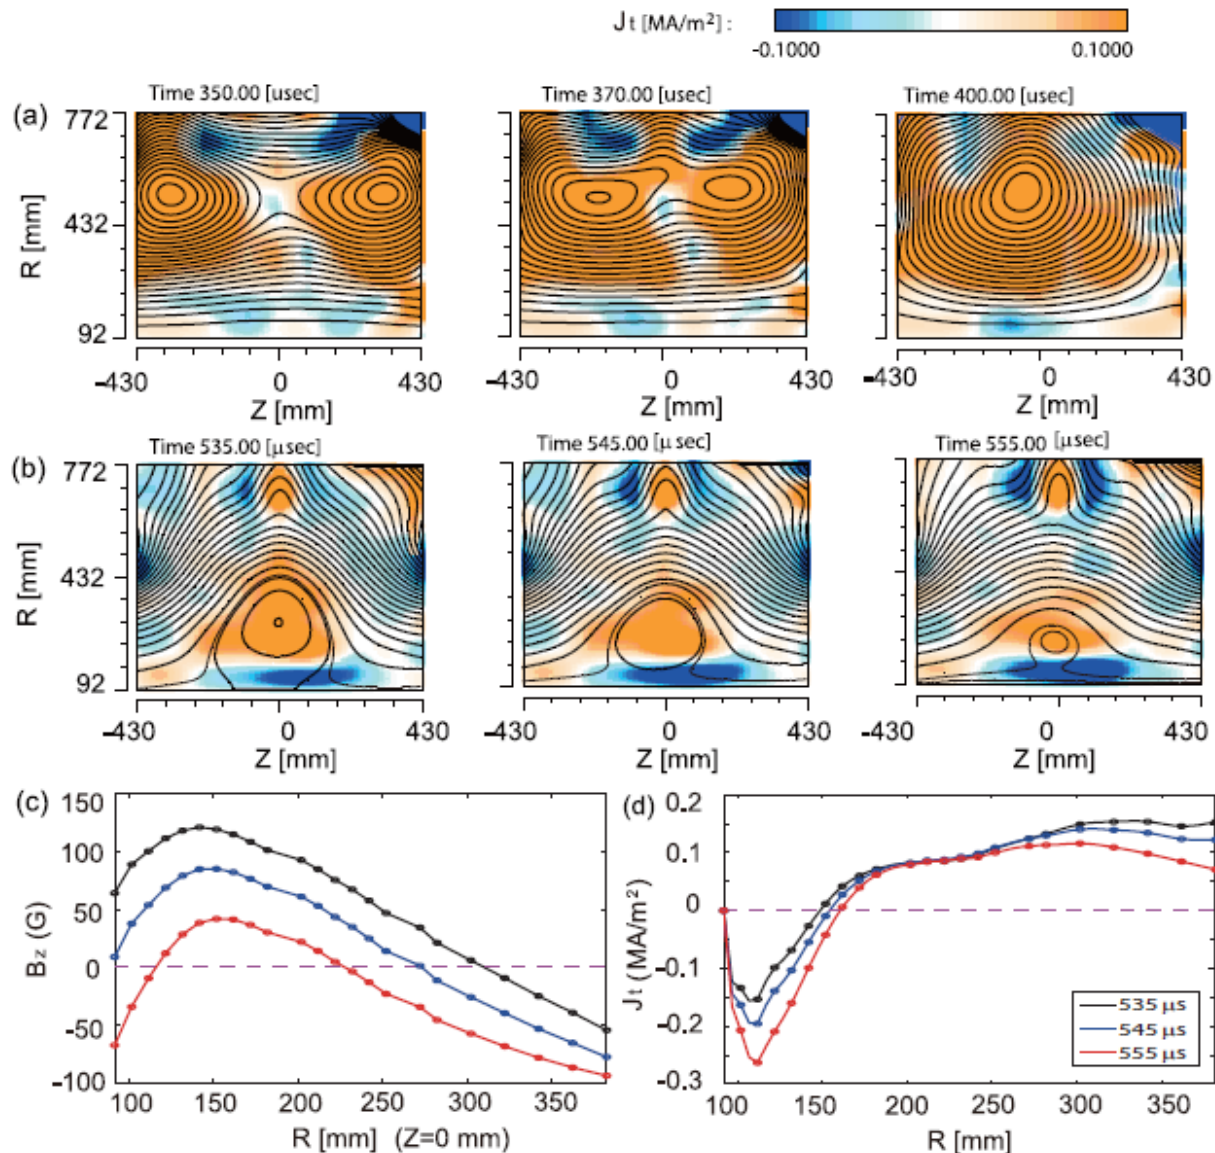 Jt [MA/m²] :
-0.1000 0.1000
(a)
Time 350.00 [usec] Time 370.00 [usec] Time 400.00 [usec]
772
R [mm]
432
92
-430 0 430 -430 0 430 -430 0 430
Z [mm] Z [mm] Z [mm]
(b)
Time 535.00 [μsec] Time 545.00 [μsec] Time 555.00 [μsec]
772
R [mm]
432
92
-430 0 430 -430 0 430 -430 0 430
Z [mm] Z [mm] Z [mm]
(c)
150
100
50
0
-50
-100
Bz (G)
100 150 200 250 300 350
R [mm] (Z=0 mm)
(d)
0.2
0.1
0
-0.1
-0.2
-0.3
Jt (MA/m²)
535 μs
545 μs
555 μs
100 150 200 250 300 350
R [mm]